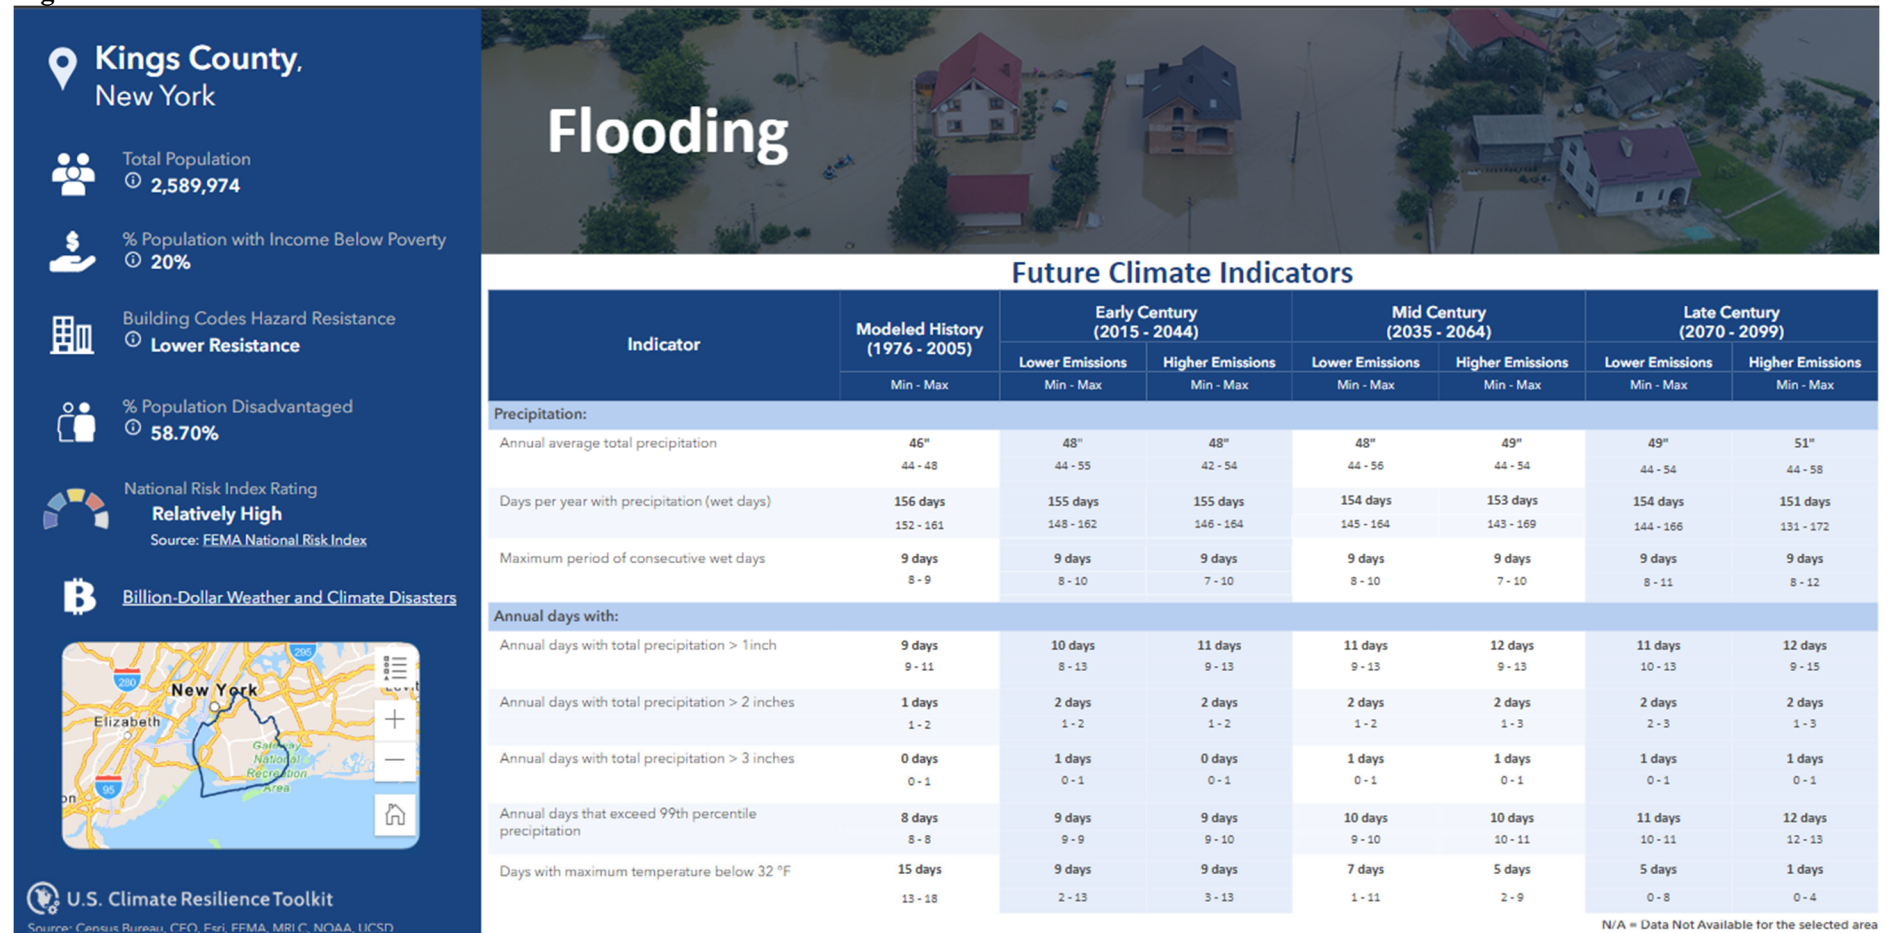 Kings County,
New York
Total Population
2,589,974
% Population with Income Below Poverty
20%
Building Codes Hazard Resistance
Lower Resistance
% Population Disadvantaged
58.70%
National Risk Index Rating
Relatively High
Source: FEMA National Risk Index
Billion-Dollar Weather and Climate Disasters
295
280
New York
Elizabeth
Gateway
National
Recreation
Area
95
U.S. Climate Resilience Toolkit
Source: Census Bureau, CEQ, Esri, FEMA, MRLC, NOAA, UCSD
Flooding
Future Climate Indicators
Indicator Modeled History (1976 - 2005) Early Century (2015 - 2044) Mid Century (2035 - 2064) Late Century (2070 - 2099)
Lower Emissions Higher Emissions Lower Emissions Higher Emissions Lower Emissions Higher Emissions
Min - Max Min - Max Min - Max Min - Max Min - Max Min - Max Min - Max
Precipitation:
Annual average total precipitation 46" 48" 48" 48" 49" 49" 51"
44 - 48 44 - 55 42 - 54 44 - 56 44 - 54 44 - 54 44 - 58
Days per year with precipitation (wet days) 156 days 155 days 155 days 154 days 153 days 154 days 151 days
152 - 161 148 - 162 146 - 164 145 - 164 143 - 169 144 - 166 131 - 172
Maximum period of consecutive wet days 9 days 9 days 9 days 9 days 9 days 9 days 9 days
8 - 9 8 - 10 7 - 10 8 - 10 7 - 10 8 - 11 8 - 12
Annual days with:
Annual days with total precipitation > 1inch 9 days 10 days 11 days 11 days 12 days 11 days 12 days
9 - 11 8 - 13 9 - 13 9 - 13 9 - 13 10 - 13 9 - 15
Annual days with total precipitation > 2 inches 1 days 2 days 2 days 2 days 2 days 2 days 2 days
1 - 2 1 - 2 1 - 2 1 - 2 1 - 3 2 - 3 1 - 3
Annual days with total precipitation > 3 inches 0 days 1 days 0 days 1 days 1 days 1 days 1 days
0 - 1 0 - 1 0 - 1 0 - 1 0 - 1 0 - 1 0 - 1
Annual days that exceed 99th percentile
precipitation 8 days 9 days 9 days 10 days 10 days 11 days 12 days
8 - 8 9 - 9 9 - 10 9 - 10 10 - 11 10 - 11 12 - 13
Days with maximum temperature below 32 °F 15 days 9 days 9 days 7 days 5 days 5 days 1 days
13 - 18 2 - 13 3 - 13 1 - 11 2 - 9 0 - 8 0 - 4
N/A = Data Not Available for the selected area